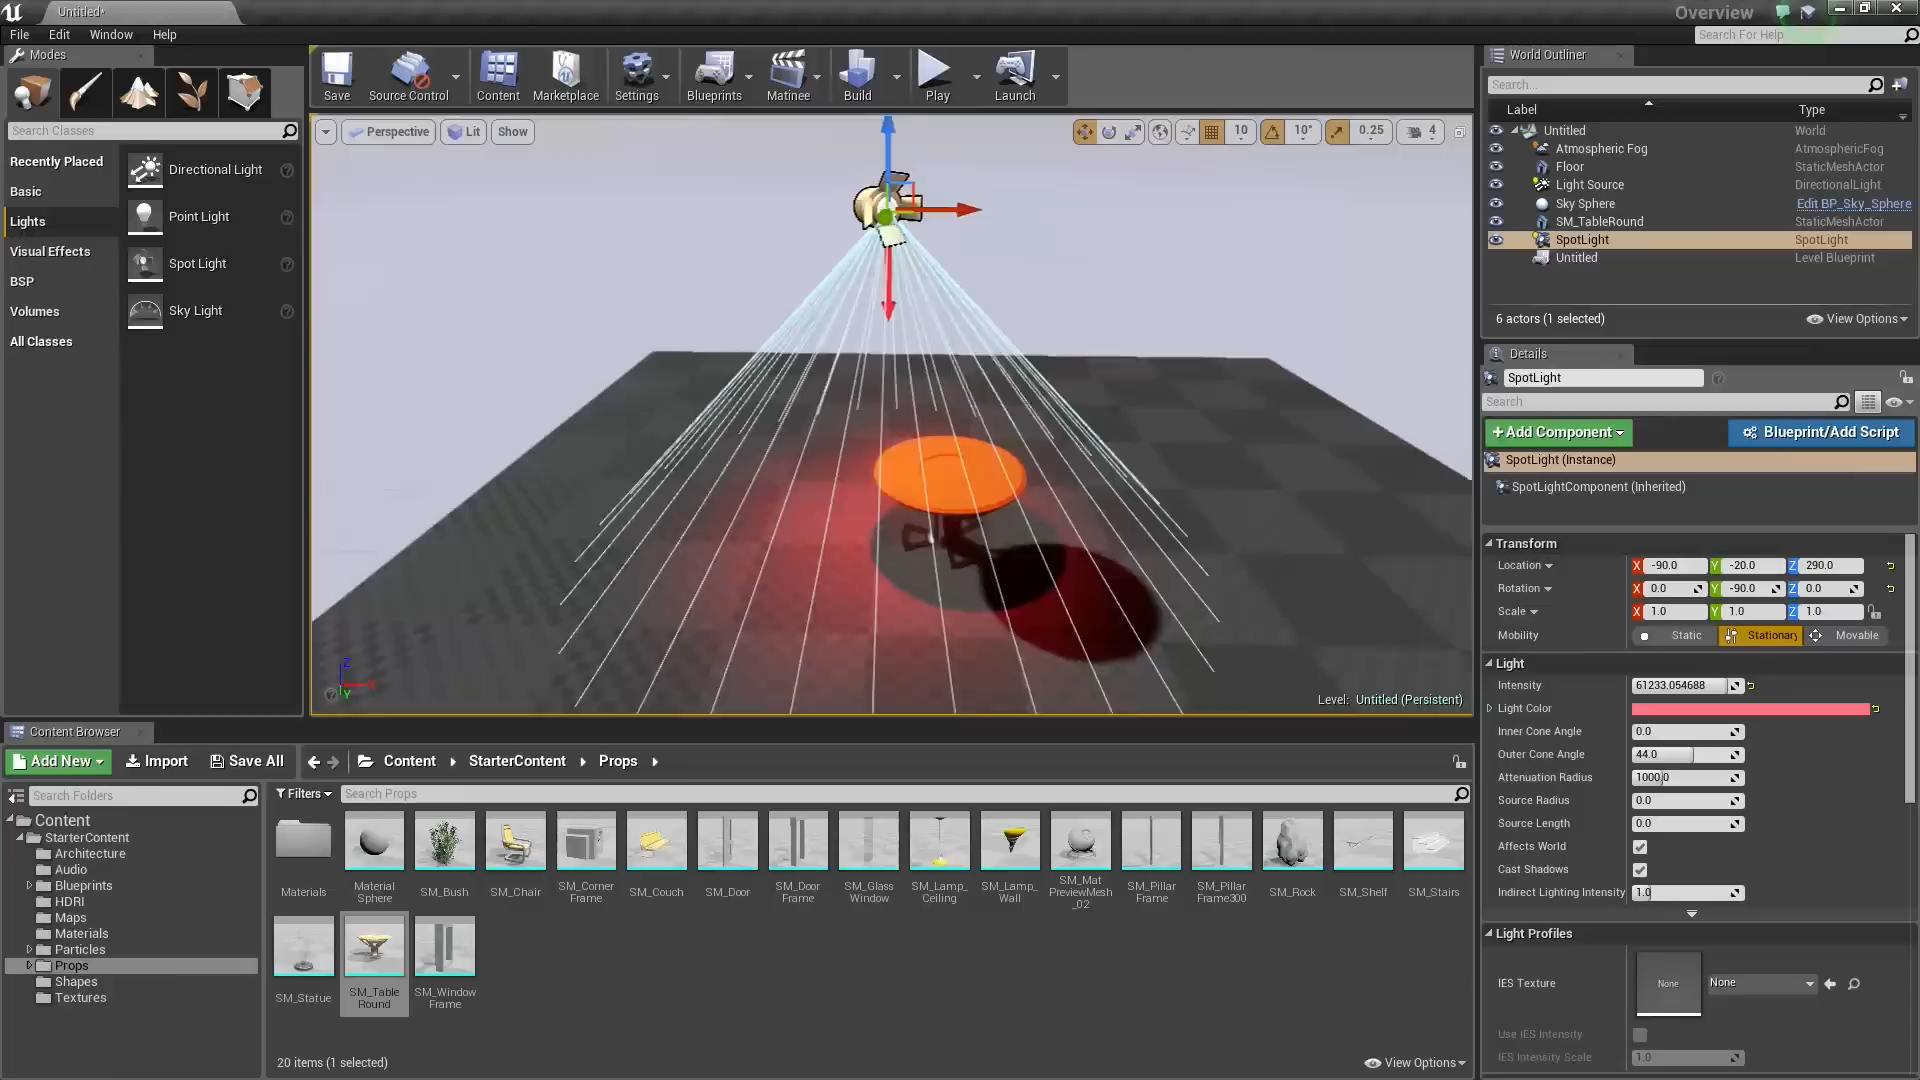 Untitled*
Overview
File Edit Window Help
Search For Help
Modes
Save
Source Control
Content
Marketplace
Settings
Blueprints
Matinee
Build
Play
Launch
World Outliner
Search...
Label Type
Search Classes
Perspective
Lit
Show
10
10°
0.25
4
Recently Placed
Basic
Lights
Visual Effects
BSP
Volumes
All Classes
Directional Light
Point Light
Spot Light
Sky Light
Untitled World
Atmospheric Fog AtmosphericFog
Floor StaticMeshActor
Light Source DirectionalLight
Sky Sphere Edit BP_Sky_Sphere
SM_TableRound StaticMeshActor
SpotLight SpotLight
Untitled Level Blueprint
6 actors (1 selected)
View Options
Details
SpotLight
Search
+Add Component
Blueprint/Add Script
SpotLight (Instance)
SpotLightComponent (Inherited)
Transform
Location X -90.0 Y -20.0 Z 290.0
Rotation X 0.0 Y -90.0 Z 0.0
Scale X 1.0 Y 1.0 Z 1.0
Mobility Static Stationary Movable
Light
Intensity 61233.054688
Light Color
Inner Cone Angle 0.0
Outer Cone Angle 44.0
Attenuation Radius 1000.0
Source Radius 0.0
Source Length 0.0
Affects World
Cast Shadows
Indirect Lighting Intensity 1.0
Light Profiles
IES Texture
None
None
Use IES Intensity
IES Intensity Scale 1.0
Z
X
Y
Level: Untitled (Persistent)
Content Browser
Add New
Import
Save All
Content
StarterContent
Props
Search Folders
Filters
Search Props
Content
StarterContent
Architecture
Audio
Blueprints
HDRI
Maps
Materials
Particles
Props
Shapes
Textures
Materials
Material
Sphere
SM_Bush
SM_Chair
SM_Corner
Frame
SM_Couch
SM_Door
SM_Door
Frame
SM_Glass
Window
SM_Lamp_
Ceiling
SM_Lamp_
Wall
SM_Mat
PreviewMesh
_02
SM_Pillar
Frame
SM_Pillar
Frame300
SM_Rock
SM_Shelf
SM_Stairs
SM_Statue
SM_Table
Round
SM_Window
Frame
20 items (1 selected)
View Options